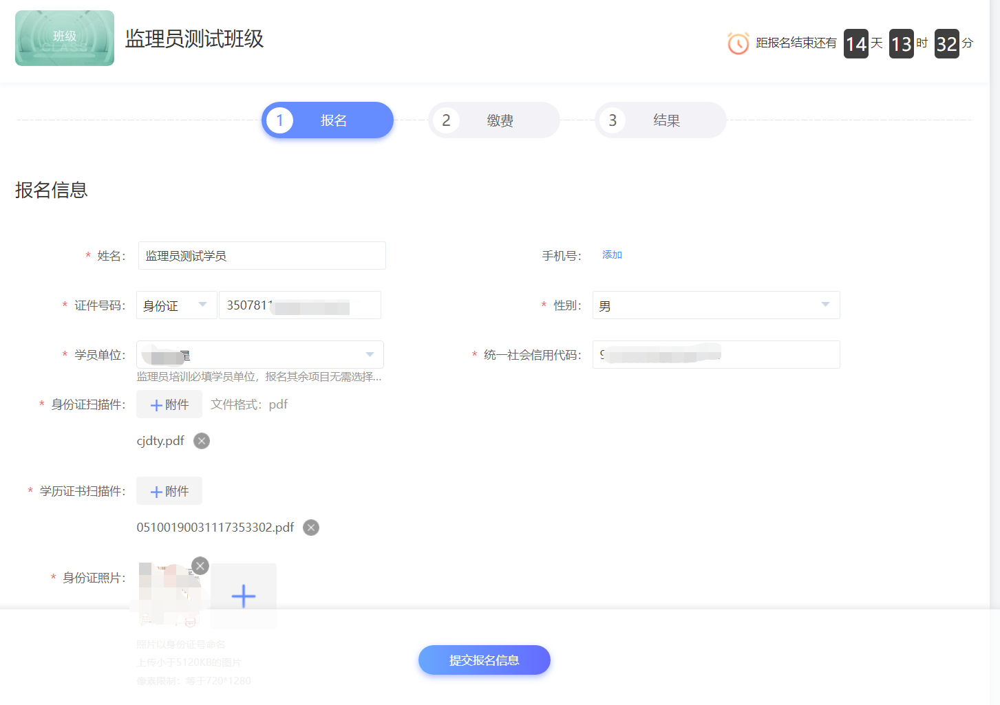 班级
CLASS
监理员测试班级
距报名结束还有 14 天 13 时 32 分
1 报名
2 缴费
3 结果
报名信息
* 姓名： 监理员测试学员
手机号： 添加
* 证件号码： 身份证 3507811
* 性别： 男
* 学员单位： 星
* 统一社会信用代码： 9
监理员培训必填学员单位，报名其余项目无需选择...
* 身份证扫描件： +附件 文件格式：pdf
cjdty.pdf
* 学历证书扫描件： +附件
05100190031117353302.pdf
* 身份证照片：
照片以身份证号命名
上传小于5120KB的图片
像素限制：等于720*1280
提交报名信息